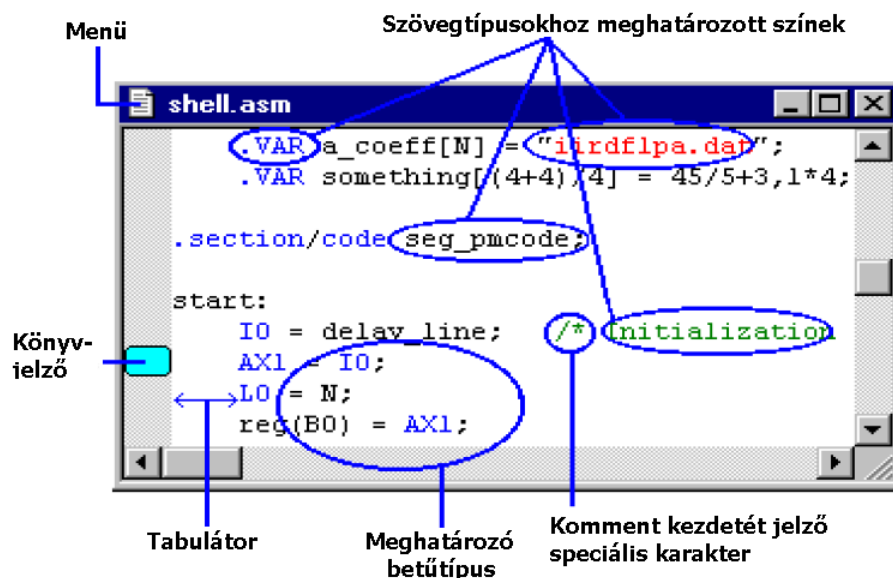 Menü
Szövegtípusokhoz meghatározott színek
shell.asm
.VAR a_coeff[N] = "iirdflpa.dat";
.VAR something[(4+4)/4] = 45/5+3,1*4;
.section/code seg_pmcode;
start:
I0 = delay_line; /* Initialization
AX1 = I0;
L0 = N;
reg(B0) = AX1;
Könyv-
jelző
Tabulátor
Meghatározó
betűtípus
Komment kezdetét jelző
speciális karakter